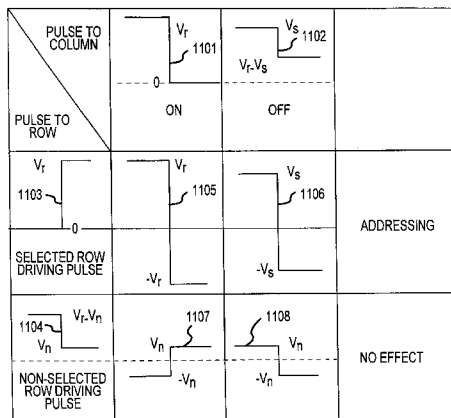 PULSE TO
COLUMN
PULSE TO
ROW
Vr
1101
0
ON
Vs
1102
Vr-Vs
OFF
Vr
1103
0
SELECTED ROW
DRIVING PULSE
Vr
1105
-Vr
Vs
1106
-Vs
ADDRESSING
Vr-Vn
1104
Vn
NON-SELECTED
ROW DRIVING
PULSE
1107
Vn
-Vn
1108
Vn
-Vn
NO EFFECT